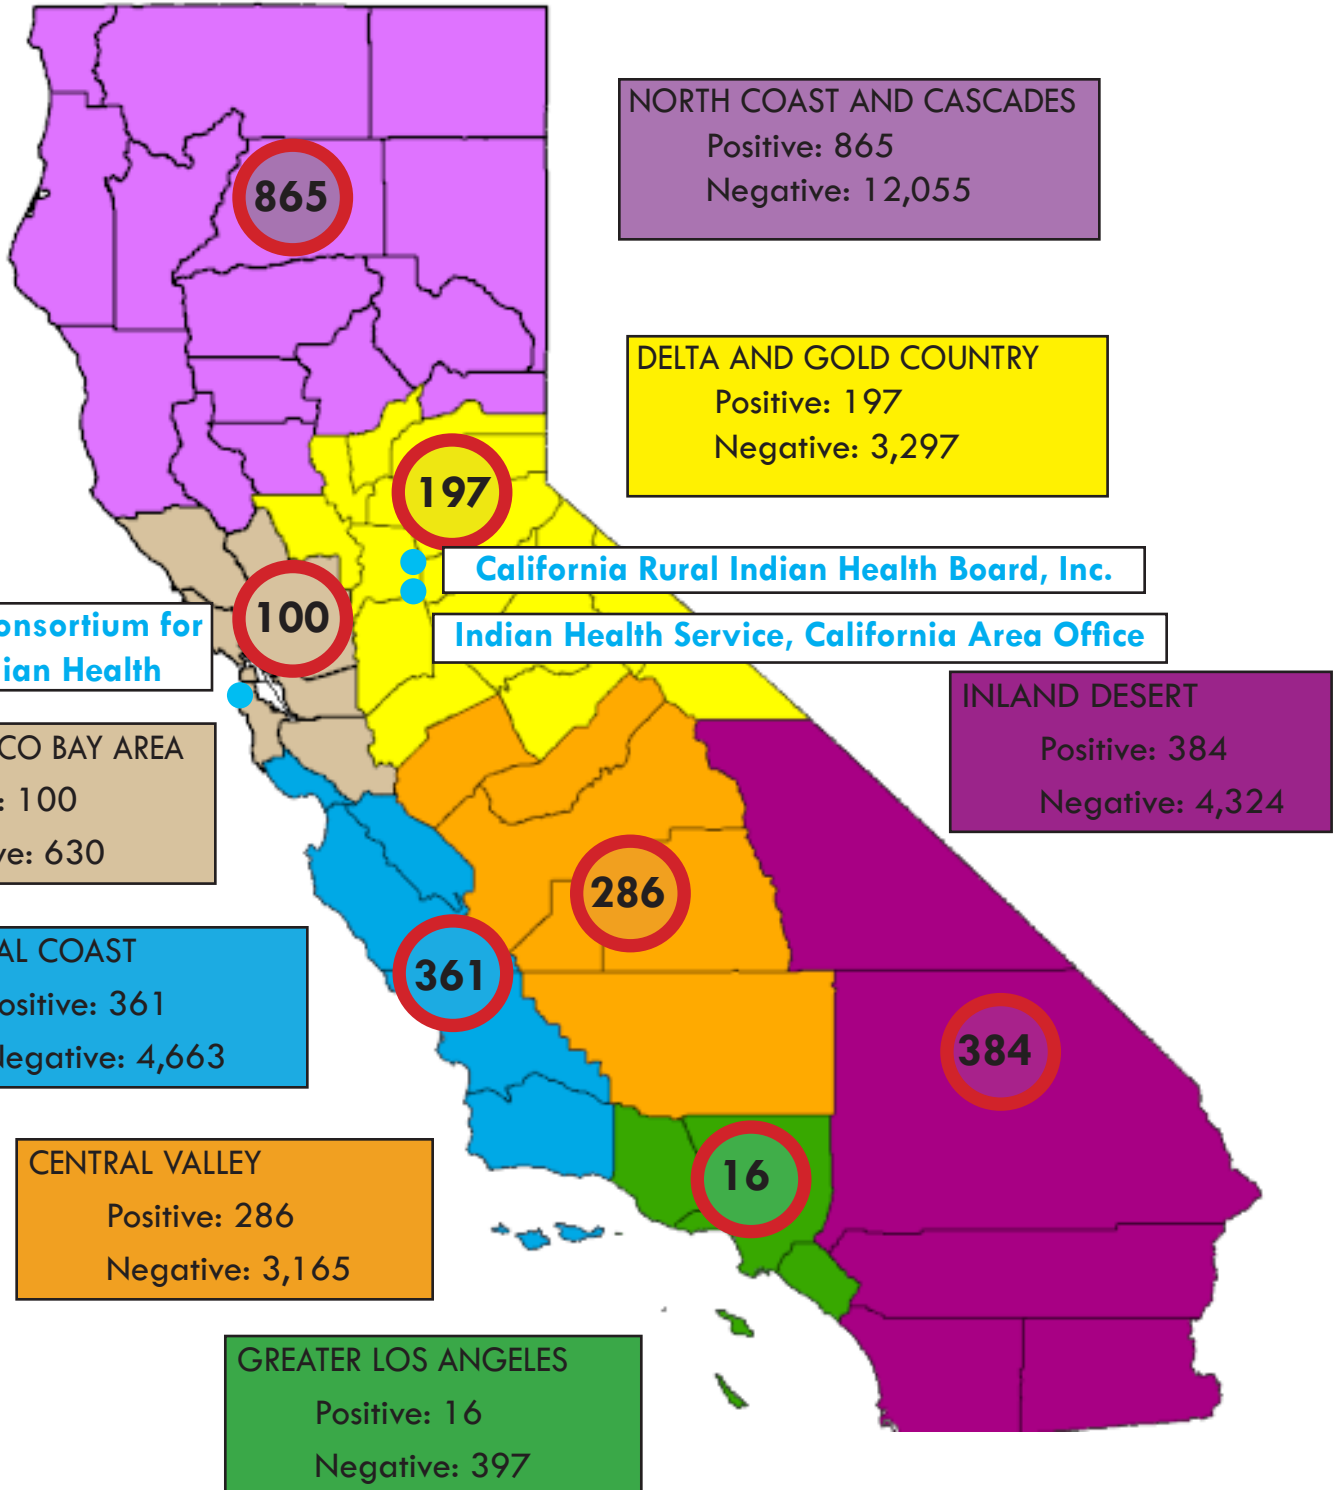 NORTH COAST AND CASCADES
Positive: 865
Negative: 12,055
865
DELTA AND GOLD COUNTRY
Positive: 197
Negative: 3,297
197
California Rural Indian Health Board, Inc.
100
onsortium for
ian Health
Indian Health Service, California Area Office
INLAND DESERT
Positive: 384
Negative: 4,324
CO BAY AREA
: 100
ve: 630
286
AL COAST
ositive: 361
Negative: 4,663
361
384
CENTRAL VALLEY
Positive: 286
Negative: 3,165
16
GREATER LOS ANGELES
Positive: 16
Negative: 397